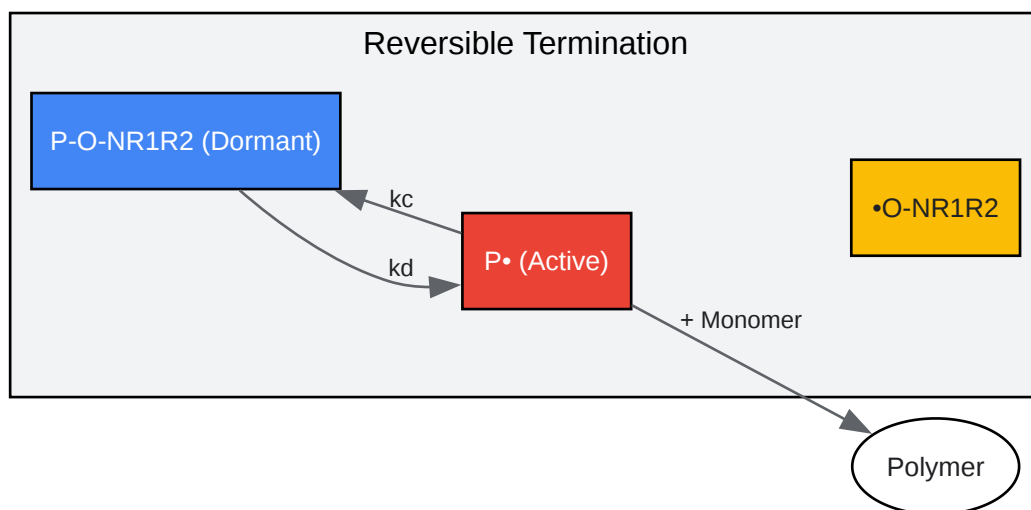 Reversible Termination
P-O-NR1R2 (Dormant)
kc
•O-NR1R2
P• (Active)
kd
+ Monomer
Polymer